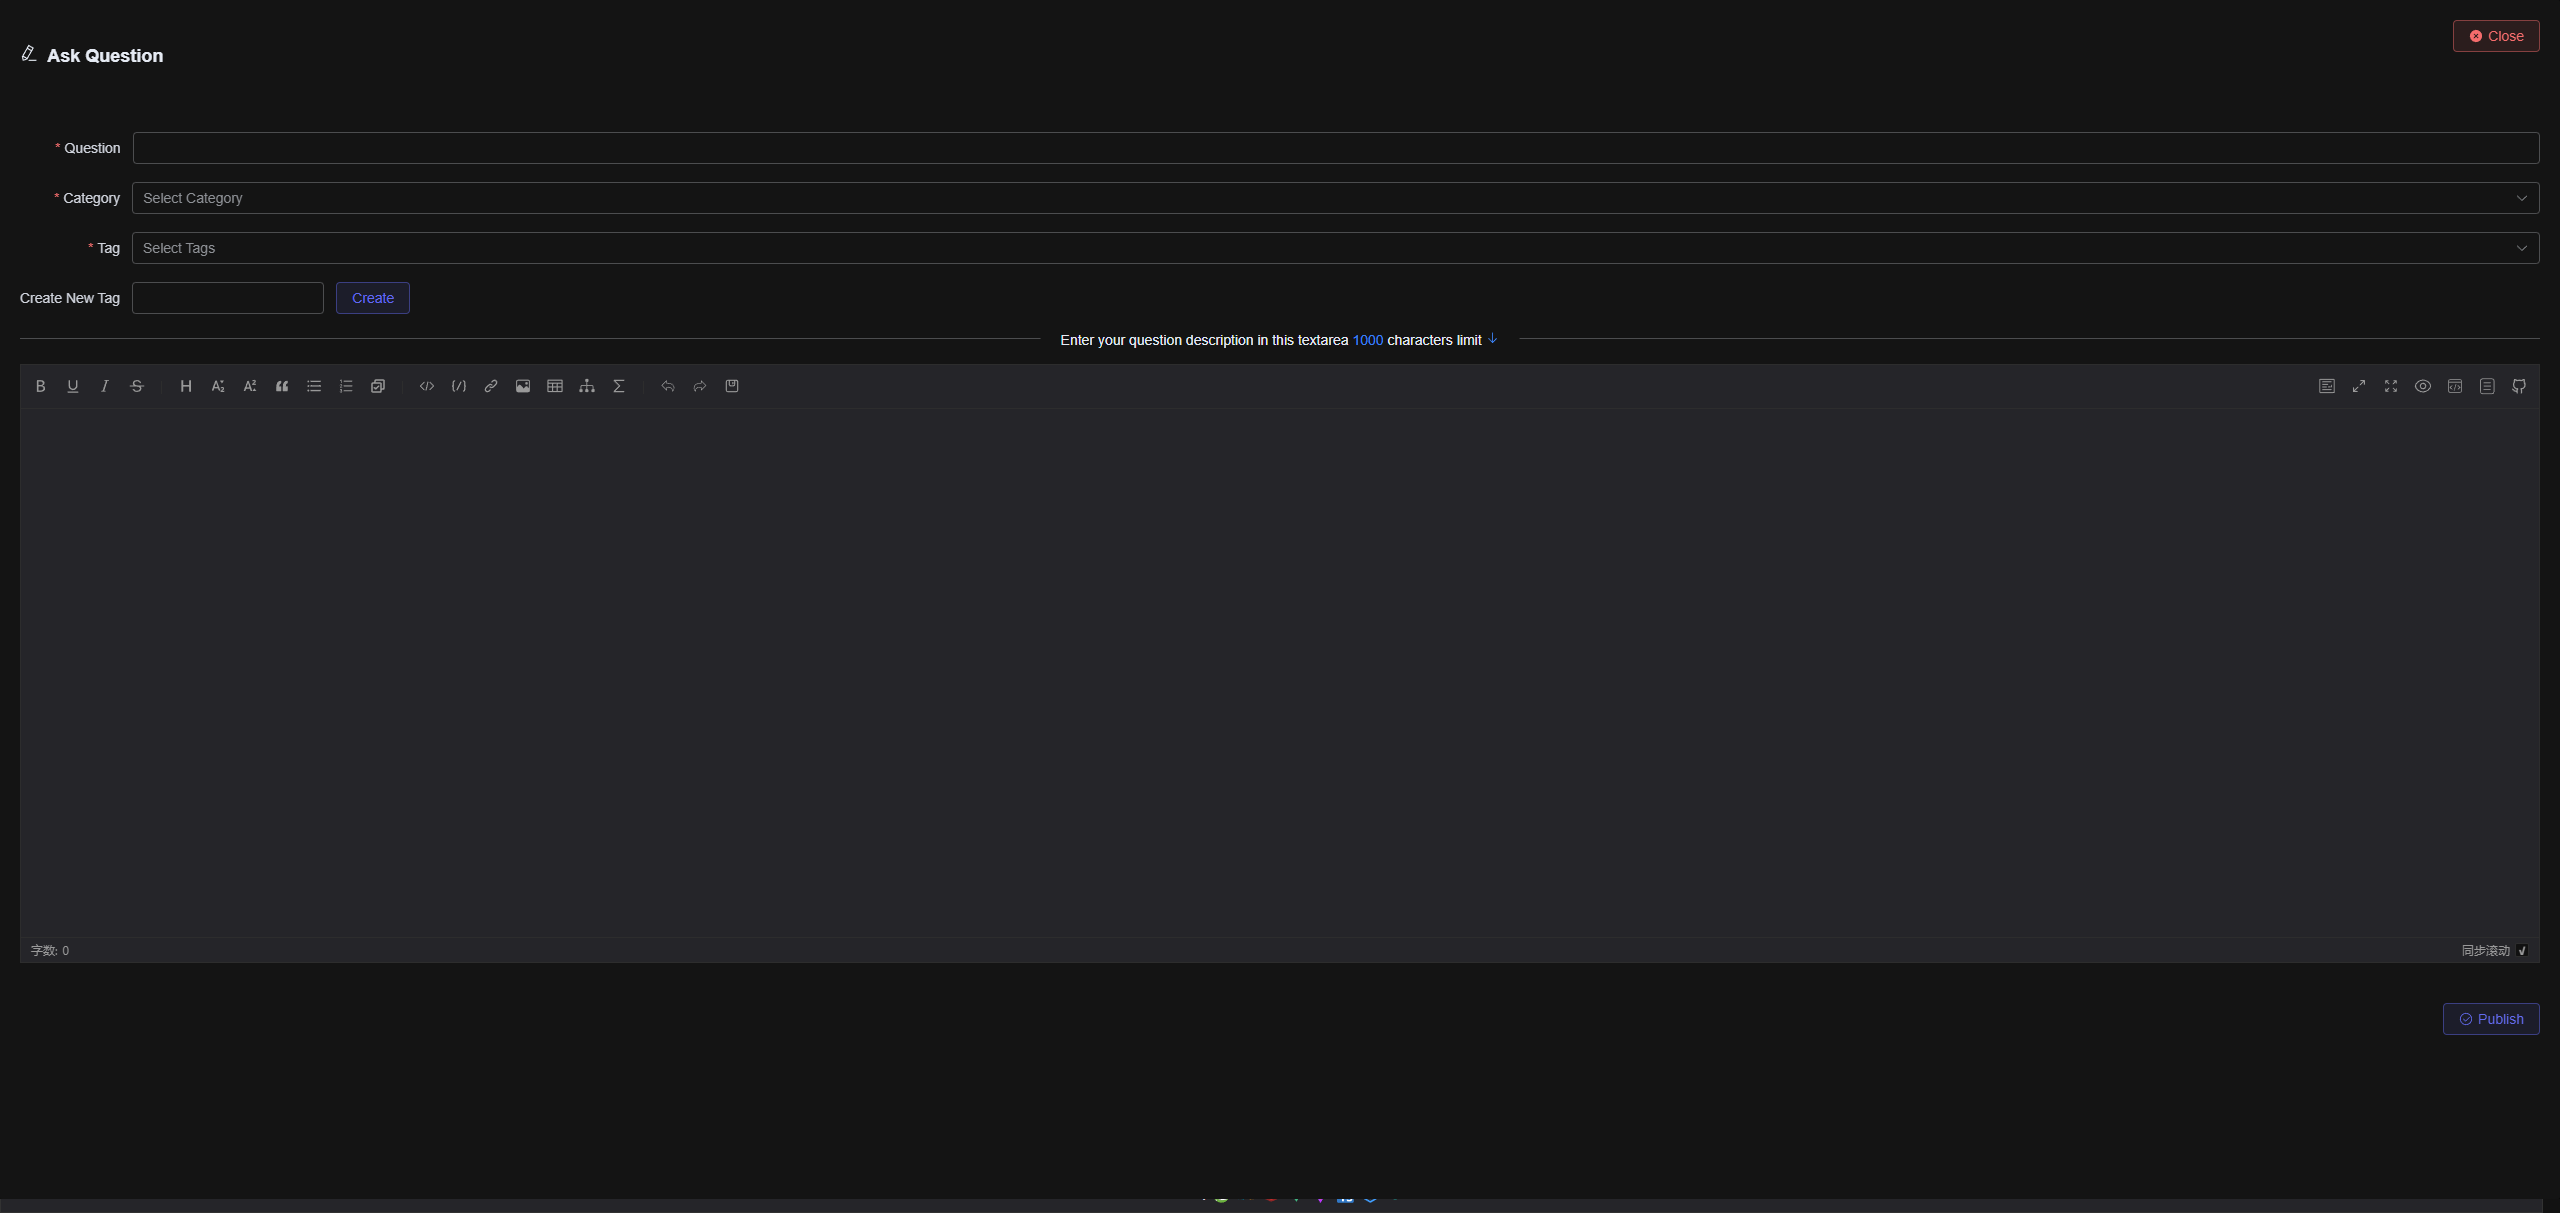 Close
Ask Question
* Question
* Category Select Category
* Tag Select Tags
Create New Tag Create
Enter your question description in this textarea 1000 characters limit
字数: 0 同步滚动
Publish